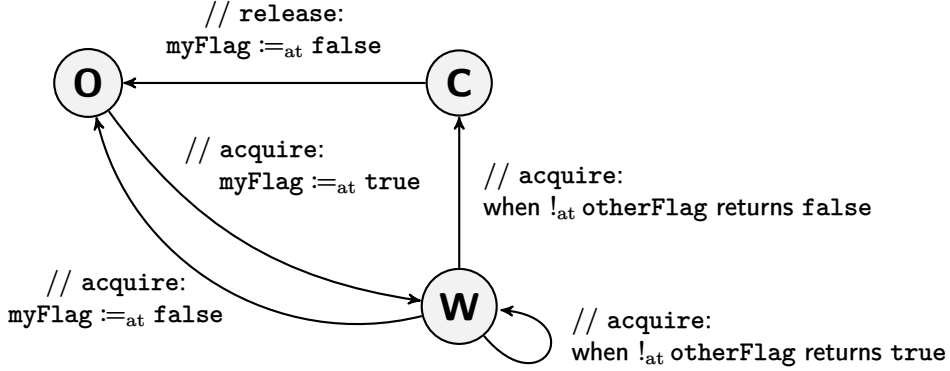 // release:
myFlag :=at false
O
C
// acquire:
myFlag :=at true
// acquire:
when !at otherFlag returns false
// acquire:
myFlag :=at false
W
// acquire:
when !at otherFlag returns true